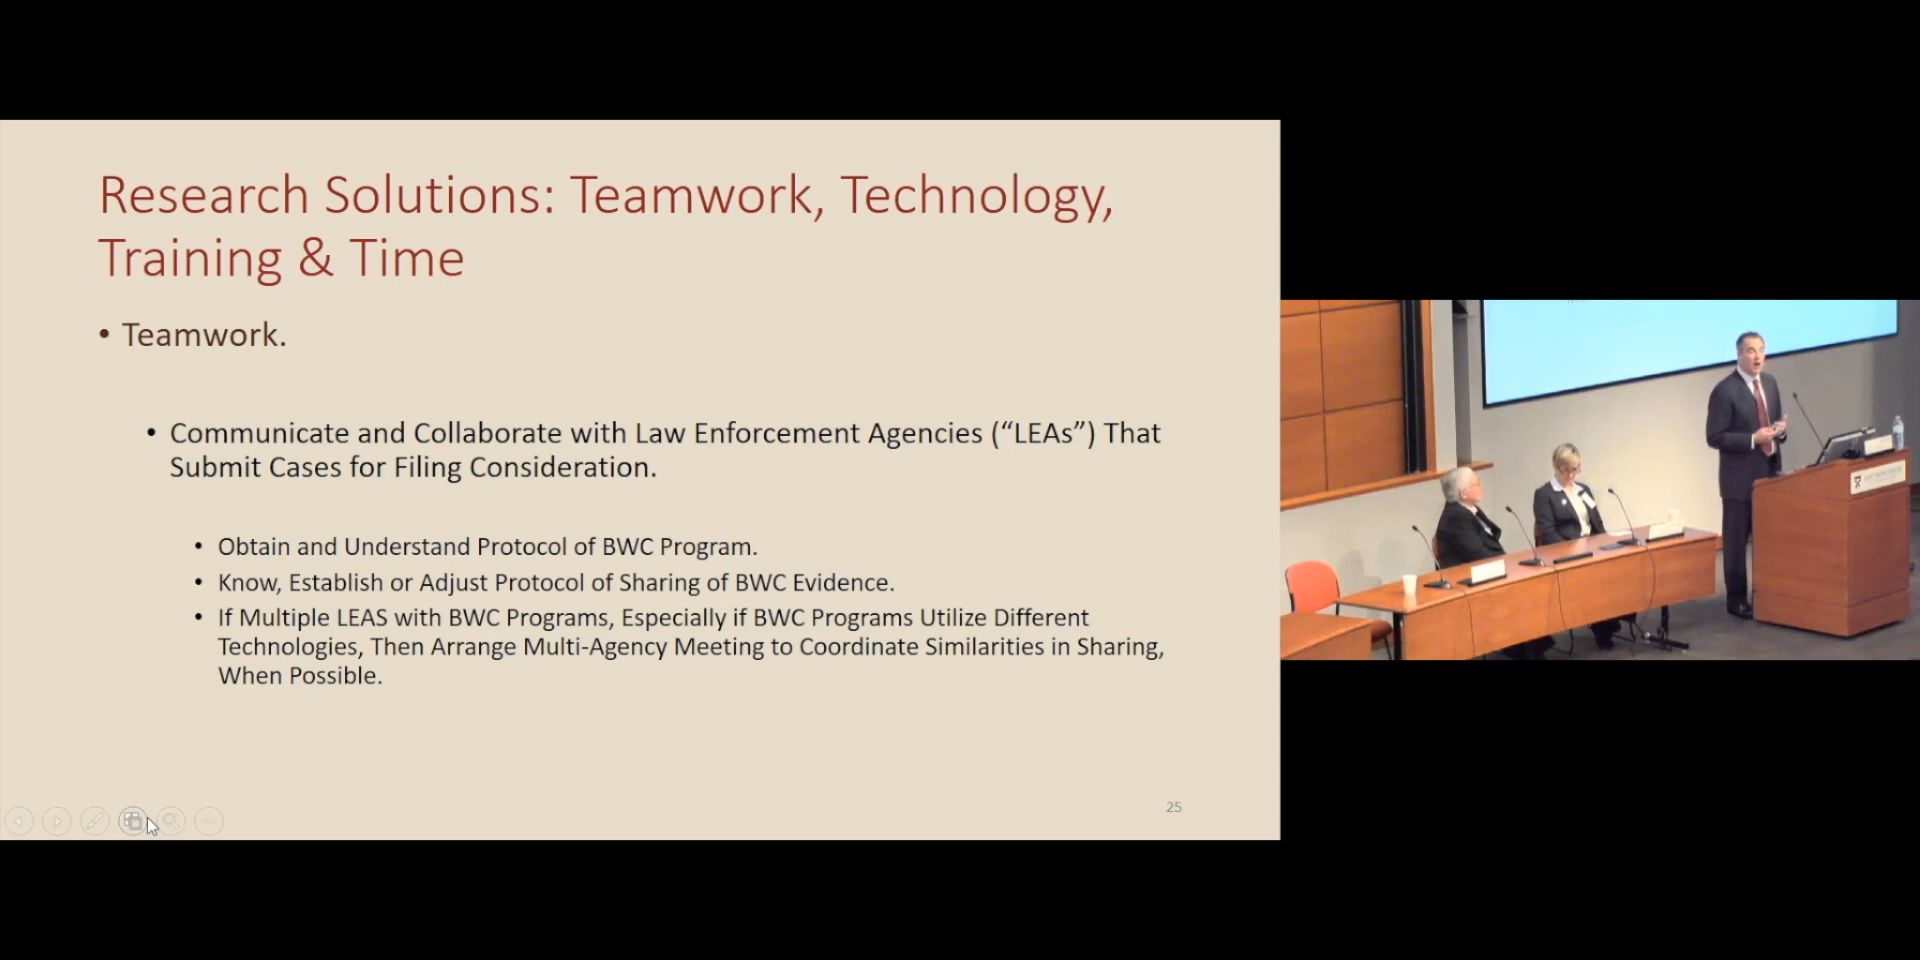 Research Solutions: Teamwork, Technology,
Training & Time
• Teamwork.
• Communicate and Collaborate with Law Enforcement Agencies (“LEAs”) That
Submit Cases for Filing Consideration.
• Obtain and Understand Protocol of BWC Program.
• Know, Establish or Adjust Protocol of Sharing of BWC Evidence.
• If Multiple LEAS with BWC Programs, Especially if BWC Programs Utilize Different
Technologies, Then Arrange Multi-Agency Meeting to Coordinate Similarities in Sharing,
When Possible.
25